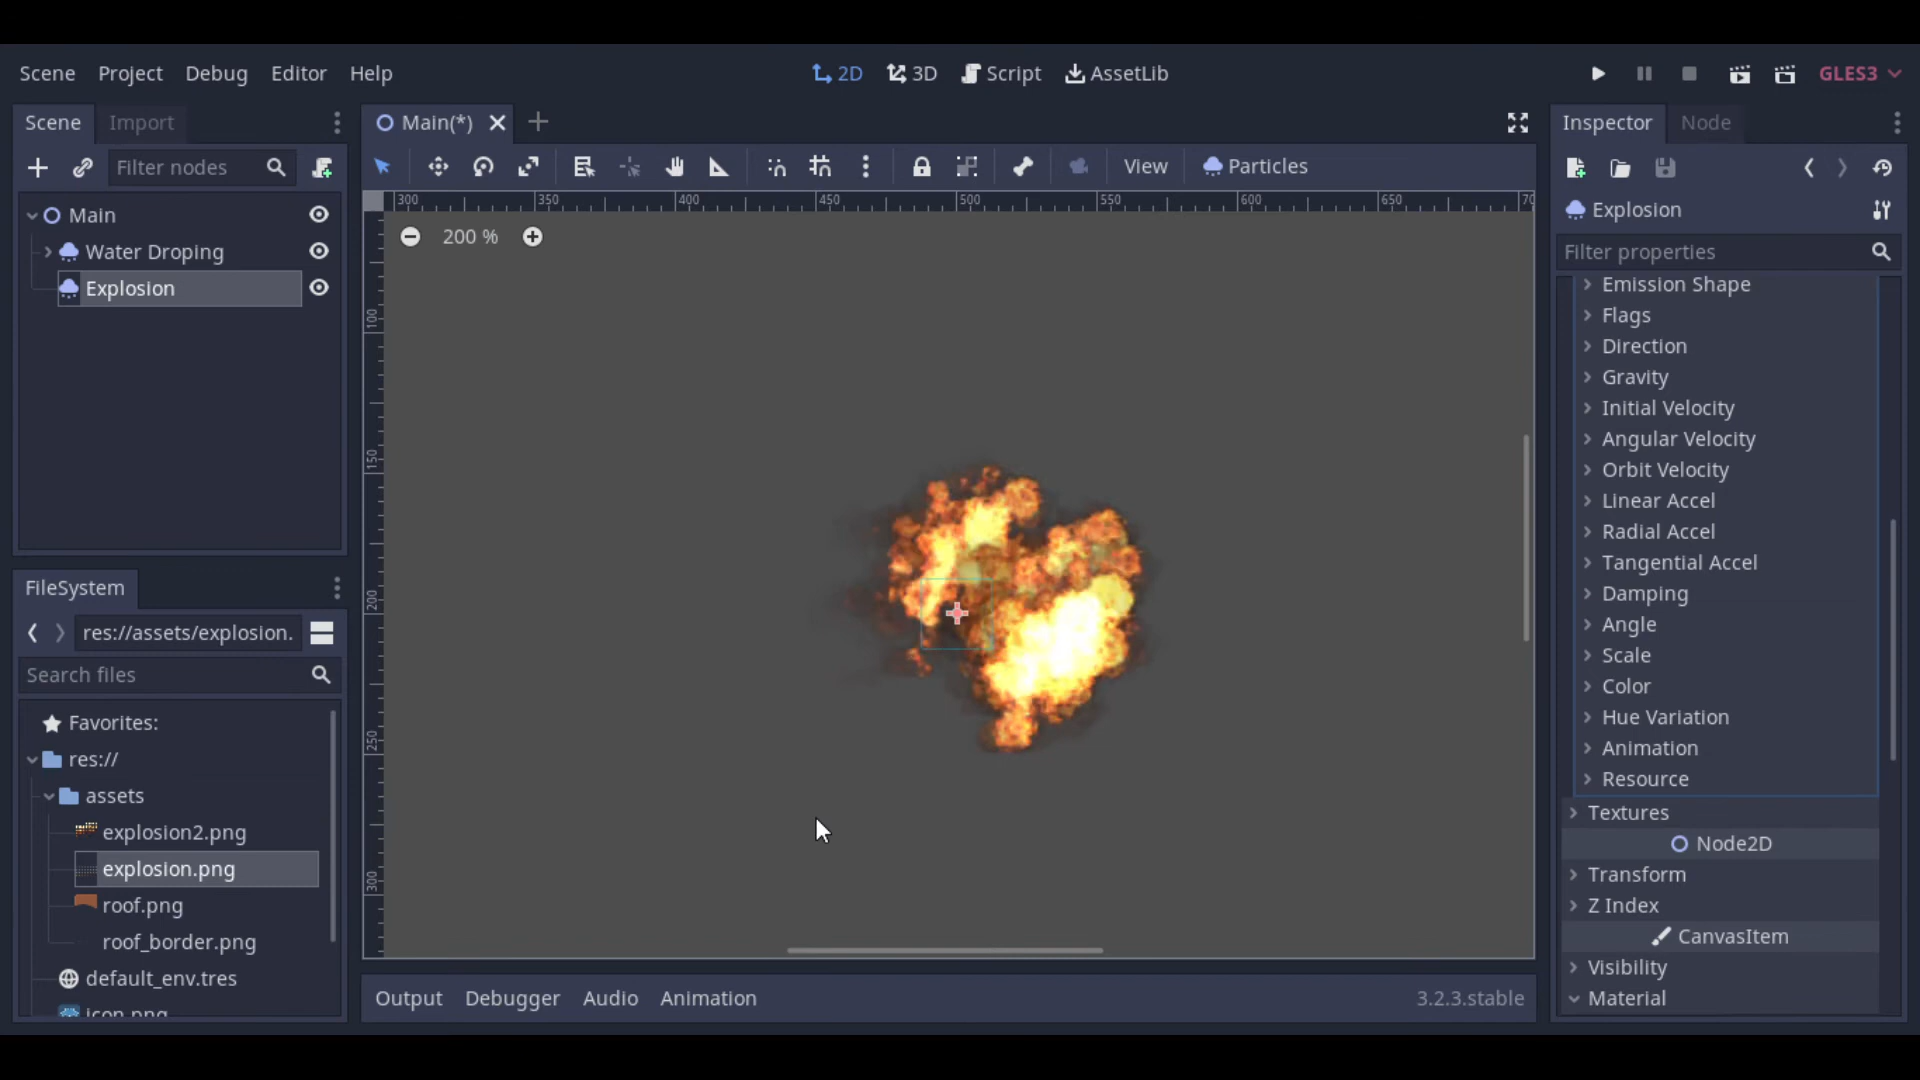 Scene Project Debug Editor Help
2D 3D Script AssetLib
GLES3
Scene Import
Filter nodes
Main
Water Droping
Explosion
FileSystem
res://assets/explosion.
Search files
Favorites:
res://
assets
explosion2.png
explosion.png
roof.png
roof_border.png
default_env.tres
icon.png
Main(*)
View Particles
300 350 400 450 500 550 600 650 70
200 %
100
150
200
250
300
Output Debugger Audio Animation 3.2.3.stable
Inspector Node
Explosion
Filter properties
Emission Shape
Flags
Direction
Gravity
Initial Velocity
Angular Velocity
Orbit Velocity
Linear Accel
Radial Accel
Tangential Accel
Damping
Angle
Scale
Color
Hue Variation
Animation
Resource
Textures
Node2D
Transform
Z Index
CanvasItem
Visibility
Material